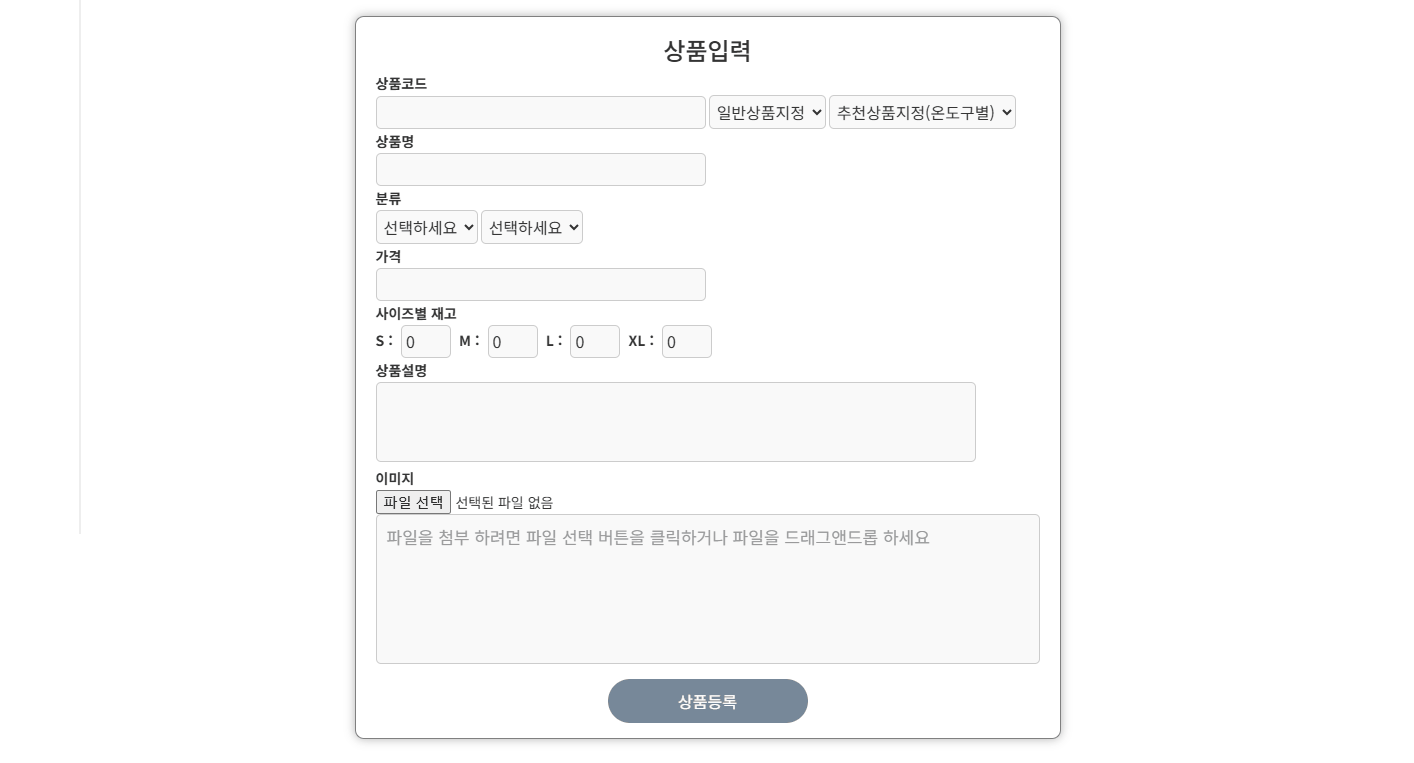 상품입력
상품코드
일반상품지정 추천상품지정(온도구별)
상품명
분류
선택하세요 선택하세요
가격
사이즈별 재고
S : 0 M : 0 L : 0 XL : 0
상품설명
이미지
파일 선택 선택된 파일 없음
파일을 첨부 하려면 파일 선택 버튼을 클릭하거나 파일을 드래그앤드롭 하세요
상품등록